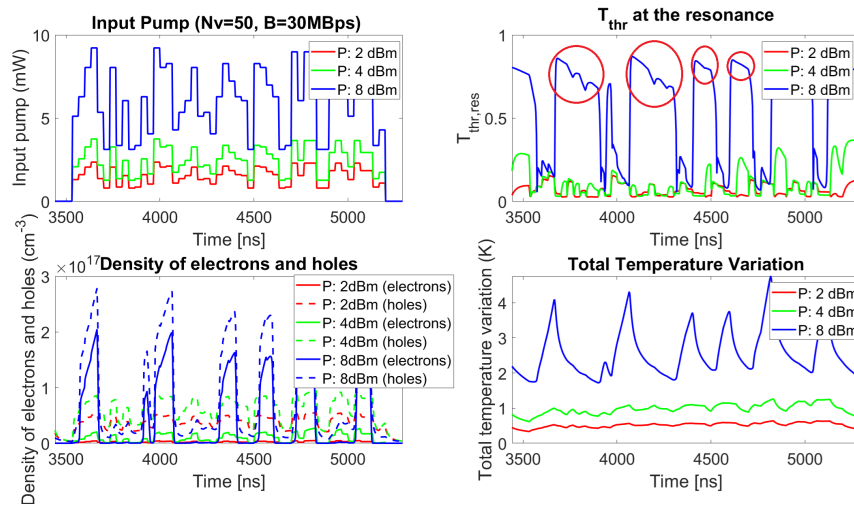 Input Pump (Nv=50, B=30MBps)
10
5
0
Input pump (mW)
P: 2 dBm
P: 4 dBm
P: 8 dBm
3500
4000
4500
5000
Time [ns]
T_thr at the resonance
1
0.5
0
T_thr,res
P: 2 dBm
P: 4 dBm
P: 8 dBm
3500
4000
4500
5000
Time [ns]
Density of electrons and holes
×10^17
3
2
1
0
Density of electrons and holes (cm^-3)
P: 2dBm (electrons)
P: 2dBm (holes)
P: 4dBm (electrons)
P: 4dBm (holes)
P: 8dBm (electrons)
P: 8dBm (holes)
3500
4000
4500
5000
Time [ns]
Total Temperature Variation
4
3
2
1
0
Total temperature variation (K)
P: 2 dBm
P: 4 dBm
P: 8 dBm
3500
4000
4500
5000
Time [ns]